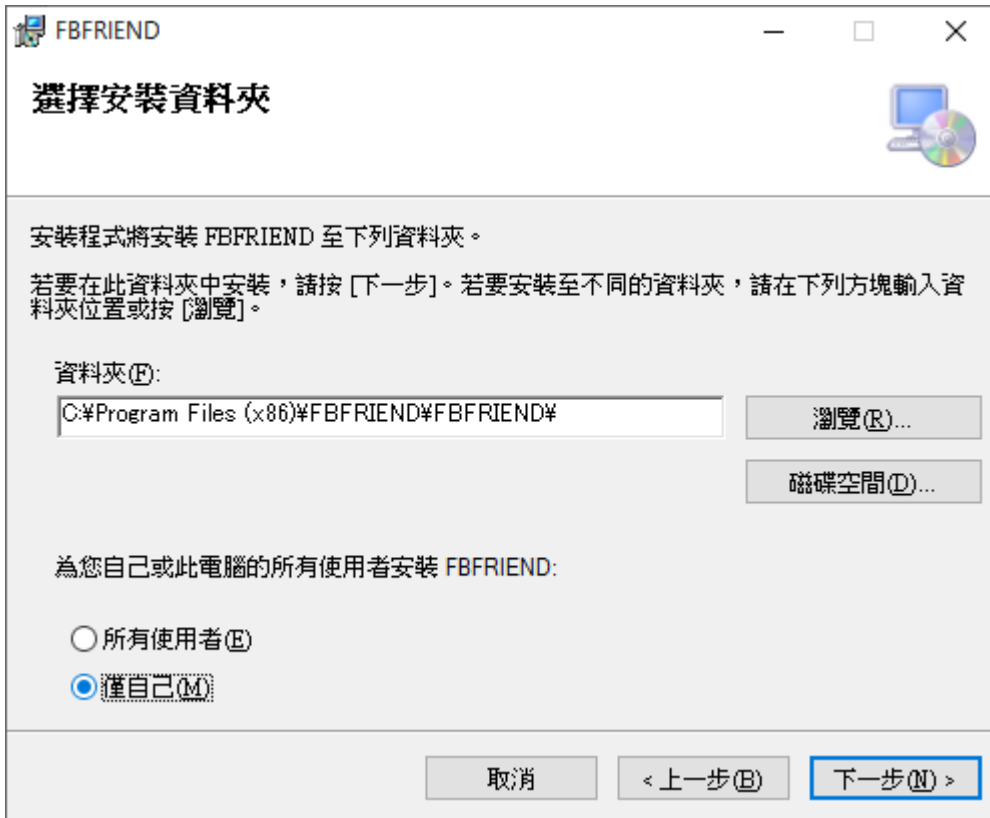 FBFRIEND
選擇安裝資料夾
安裝程式將安裝 FBFRIEND 至下列資料夾。
若要在此資料夾中安裝，請按 [下一步]。若要安裝至不同的資料夾，請在下列方塊輸入資
料夾位置或按 [瀏覽]。
資料夾(F):
C:¥Program Files (x86)¥FBFRIEND¥FBFRIEND¥
瀏覽(R)...
磁碟空間(D)...
為您自己或此電腦的所有使用者安裝 FBFRIEND:
所有使用者(E)
僅自己(M)
取消
< 上一步(B)
下一步(N) >